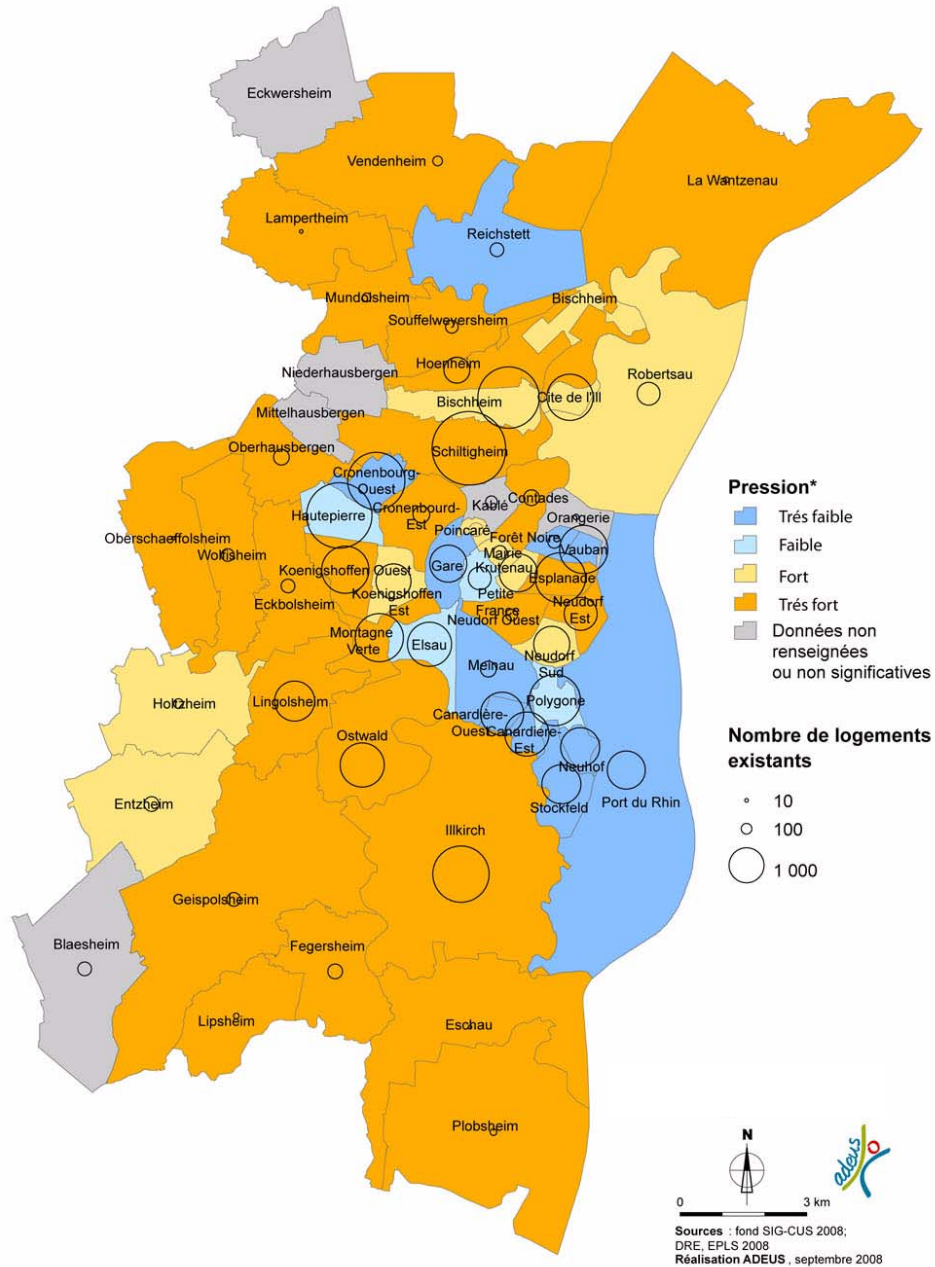 Eckwersheim
Vendenheim
La Wantzenau
Lampertheim
Reichstett
Mundolsheim
Bischheim
Souffelweyersheim
Hoenheim
Niederhausbergen
Robertsau
Bischheim
Cite de l'Ill
Mittelhausbergen
Oberhausbergen
Schiltigheim
Cronenbourg-
Ouest
Kablé
Contades
Hautepierre
Cronenbourd-
Est
Orangerie
Poincaré
Forêt Noire
Oberschaeffolsheim
Wolfisheim
Gare
Mairie
Vauban
Krutenau
Koenigshoffen Ouest
Esplanade
Eckbolsheim
Koenigshoffen
Est
Petite
France
Neudorf
Est
Neudorf Ouest
Montagne
Verte
Elsau
Neudorf
Sud
Meinau
Holtzheim
Lingolsheim
Polygone
Canardière-
Ouest
Canardière-
Est
Ostwald
Neuhof
Entzheim
Stockfeld
Port du Rhin
Illkirch
Geispolsheim
Blaesheim
Fegersheim
Lipsheim
Eschau
Plobsheim
Pression*
Trés faible
Faible
Fort
Trés fort
Données non
renseignées
ou non significatives
Nombre de logements
existants
10
100
1 000
N
adeus
0 3 km
Sources : fond SIG-CUS 2008;
DRE, EPLS 2008
Réalisation ADEUS , septembre 2008